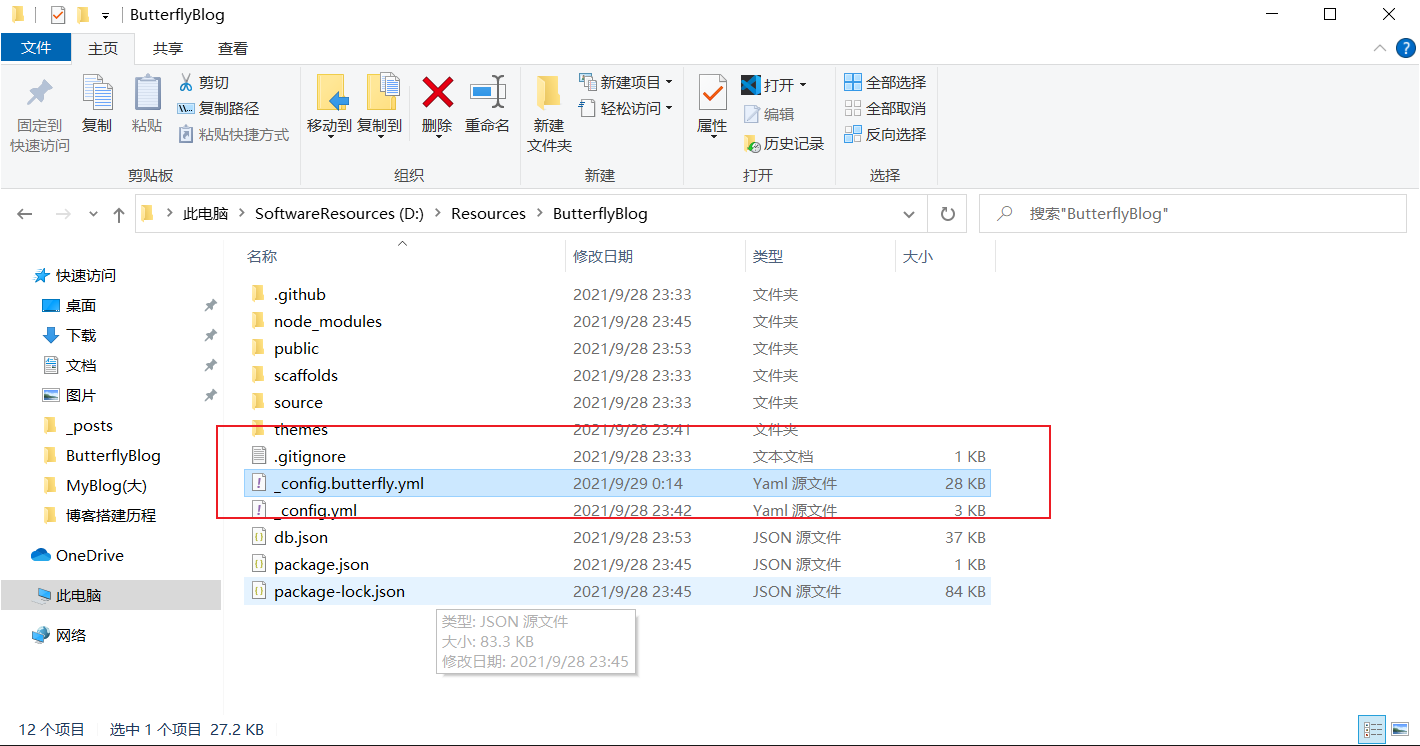 ButterflyBlog
文件 主页 共享 查看
固定到快速访问
复制
粘贴
剪切
复制路径
粘贴快捷方式
剪贴板
移动到 复制到 删除 重命名
组织
新建文件夹
新建项目
轻松访问
新建
属性
打开
编辑
历史记录
打开
全部选择
全部取消
反向选择
选择
此电脑 > SoftwareResources (D:) > Resources > ButterflyBlog
搜索"ButterflyBlog"
快速访问
桌面
下载
文档
图片
_posts
ButterflyBlog
MyBlog(大)
博客搭建历程
OneDrive
此电脑
网络
名称 修改日期 类型 大小
.github 2021/9/28 23:33 文件夹
node_modules 2021/9/28 23:45 文件夹
public 2021/9/28 23:53 文件夹
scaffolds 2021/9/28 23:33 文件夹
source 2021/9/28 23:33 文件夹
themes 2021/9/28 23:41 文件夹
.gitignore 2021/9/28 23:33 文本文档 1 KB
_config.butterfly.yml 2021/9/29 0:14 Yaml 源文件 28 KB
_config.yml 2021/9/28 23:42 Yaml 源文件 3 KB
db.json 2021/9/28 23:53 JSON 源文件 37 KB
package.json 2021/9/28 23:45 JSON 源文件 1 KB
package-lock.json 2021/9/28 23:45 JSON 源文件 84 KB
类型: JSON 源文件
大小: 83.3 KB
修改日期: 2021/9/28 23:45
12 个项目 选中 1 个项目 27.2 KB